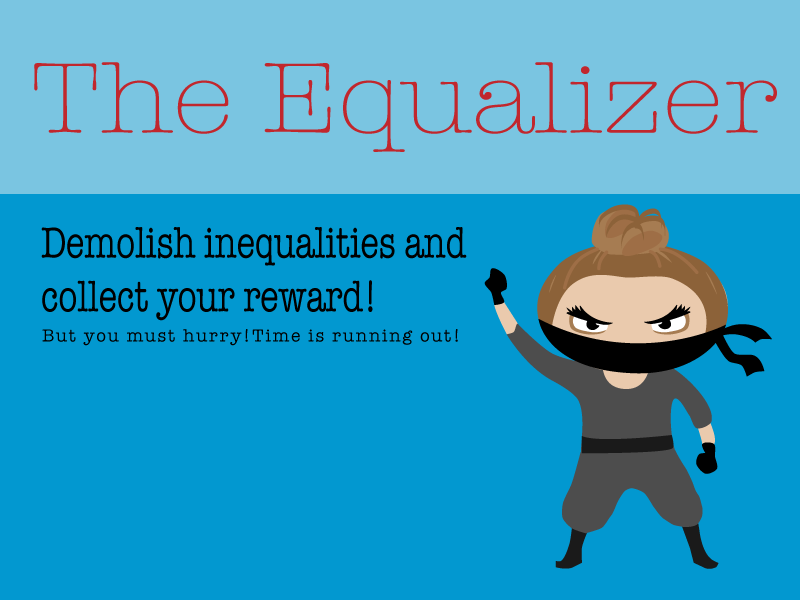 The Equalizer
Demolish inequalities and
collect your reward!
But you must hurry!Time is running out!